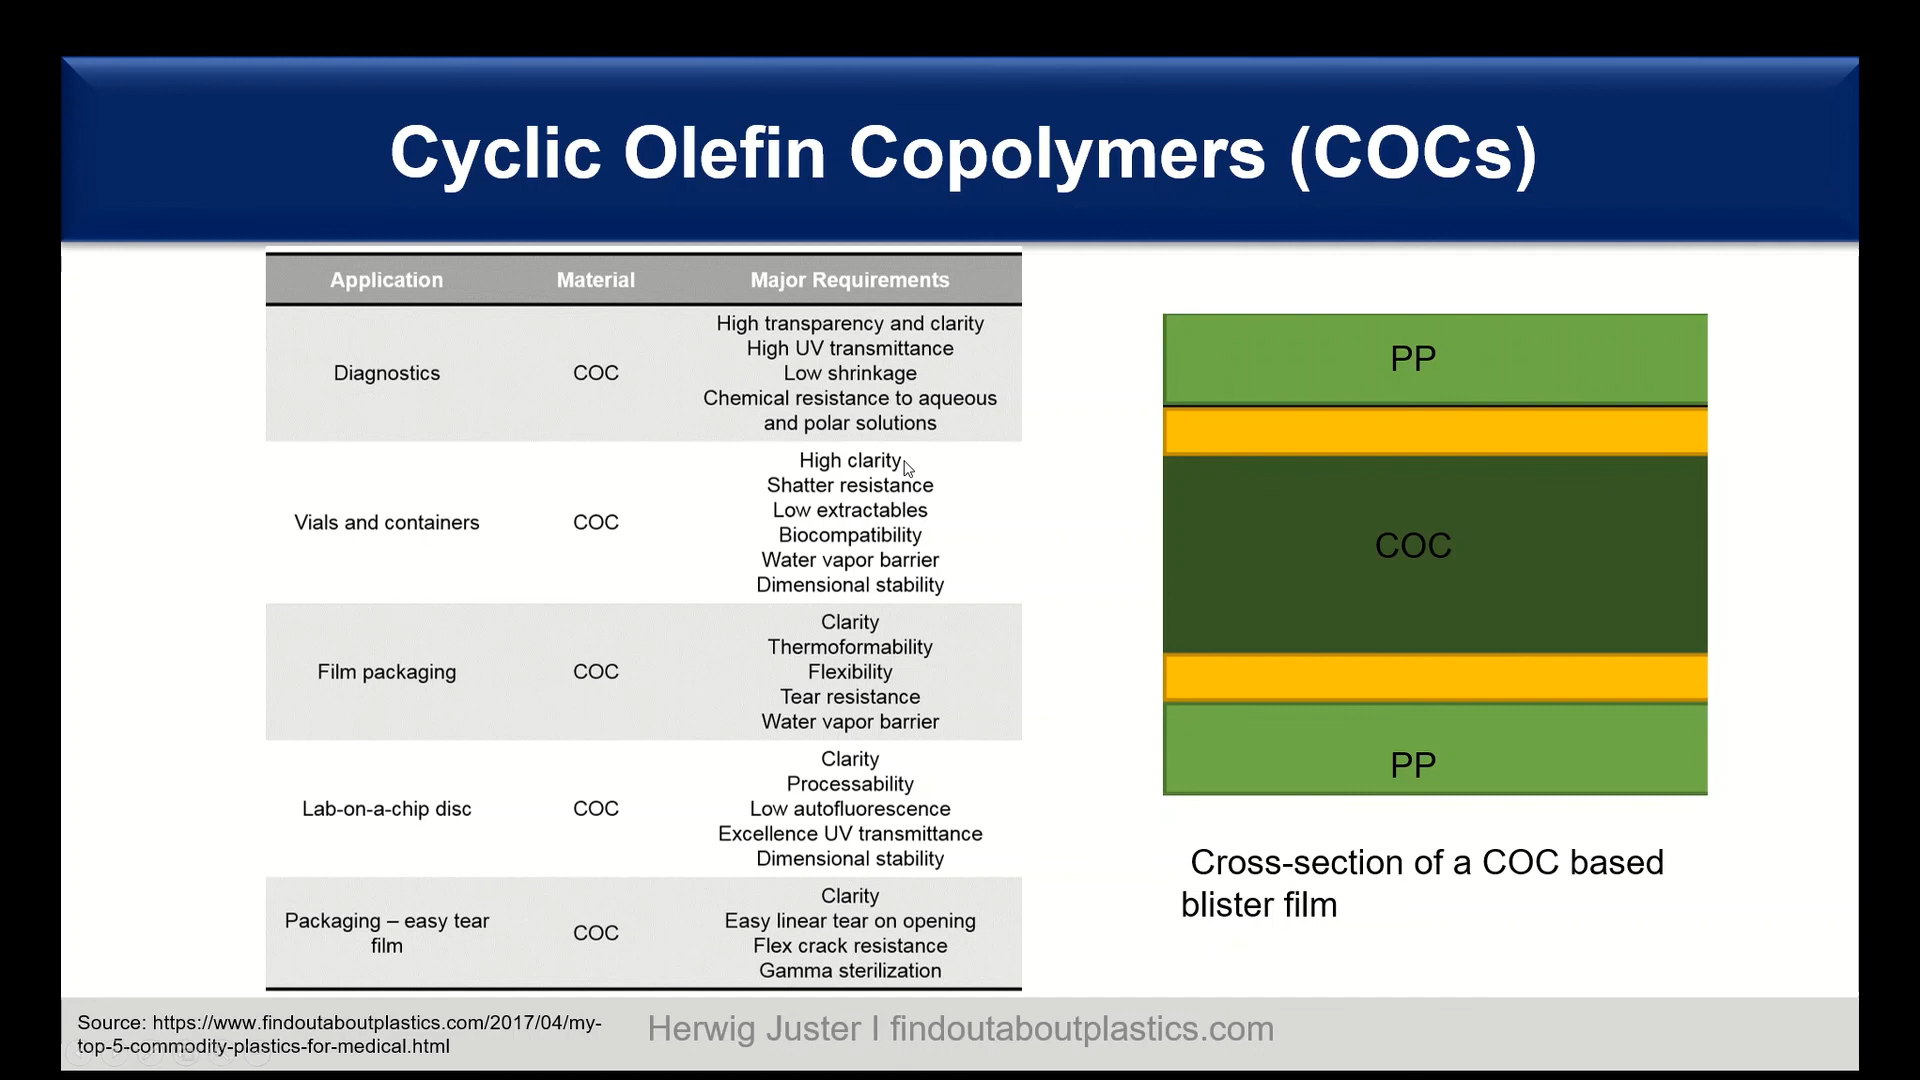 Cyclic Olefin Copolymers (COCs)
Application Material Major Requirements
Diagnostics COC High transparency and clarity
High UV transmittance
Low shrinkage
Chemical resistance to aqueous
and polar solutions
Vials and containers COC High clarity
Shatter resistance
Low extractables
Biocompatibility
Water vapor barrier
Dimensional stability
Film packaging COC Clarity
Thermoformability
Flexibility
Tear resistance
Water vapor barrier
Lab-on-a-chip disc COC Clarity
Processability
Low autofluorescence
Excellence UV transmittance
Dimensional stability
Packaging – easy tear
film COC Clarity
Easy linear tear on opening
Flex crack resistance
Gamma sterilization
PP
COC
PP
Cross-section of a COC based
blister film
Source: https://www.findoutaboutplastics.com/2017/04/my-
top-5-commodity-plastics-for-medical.html
Herwig Juster I findoutaboutplastics.com